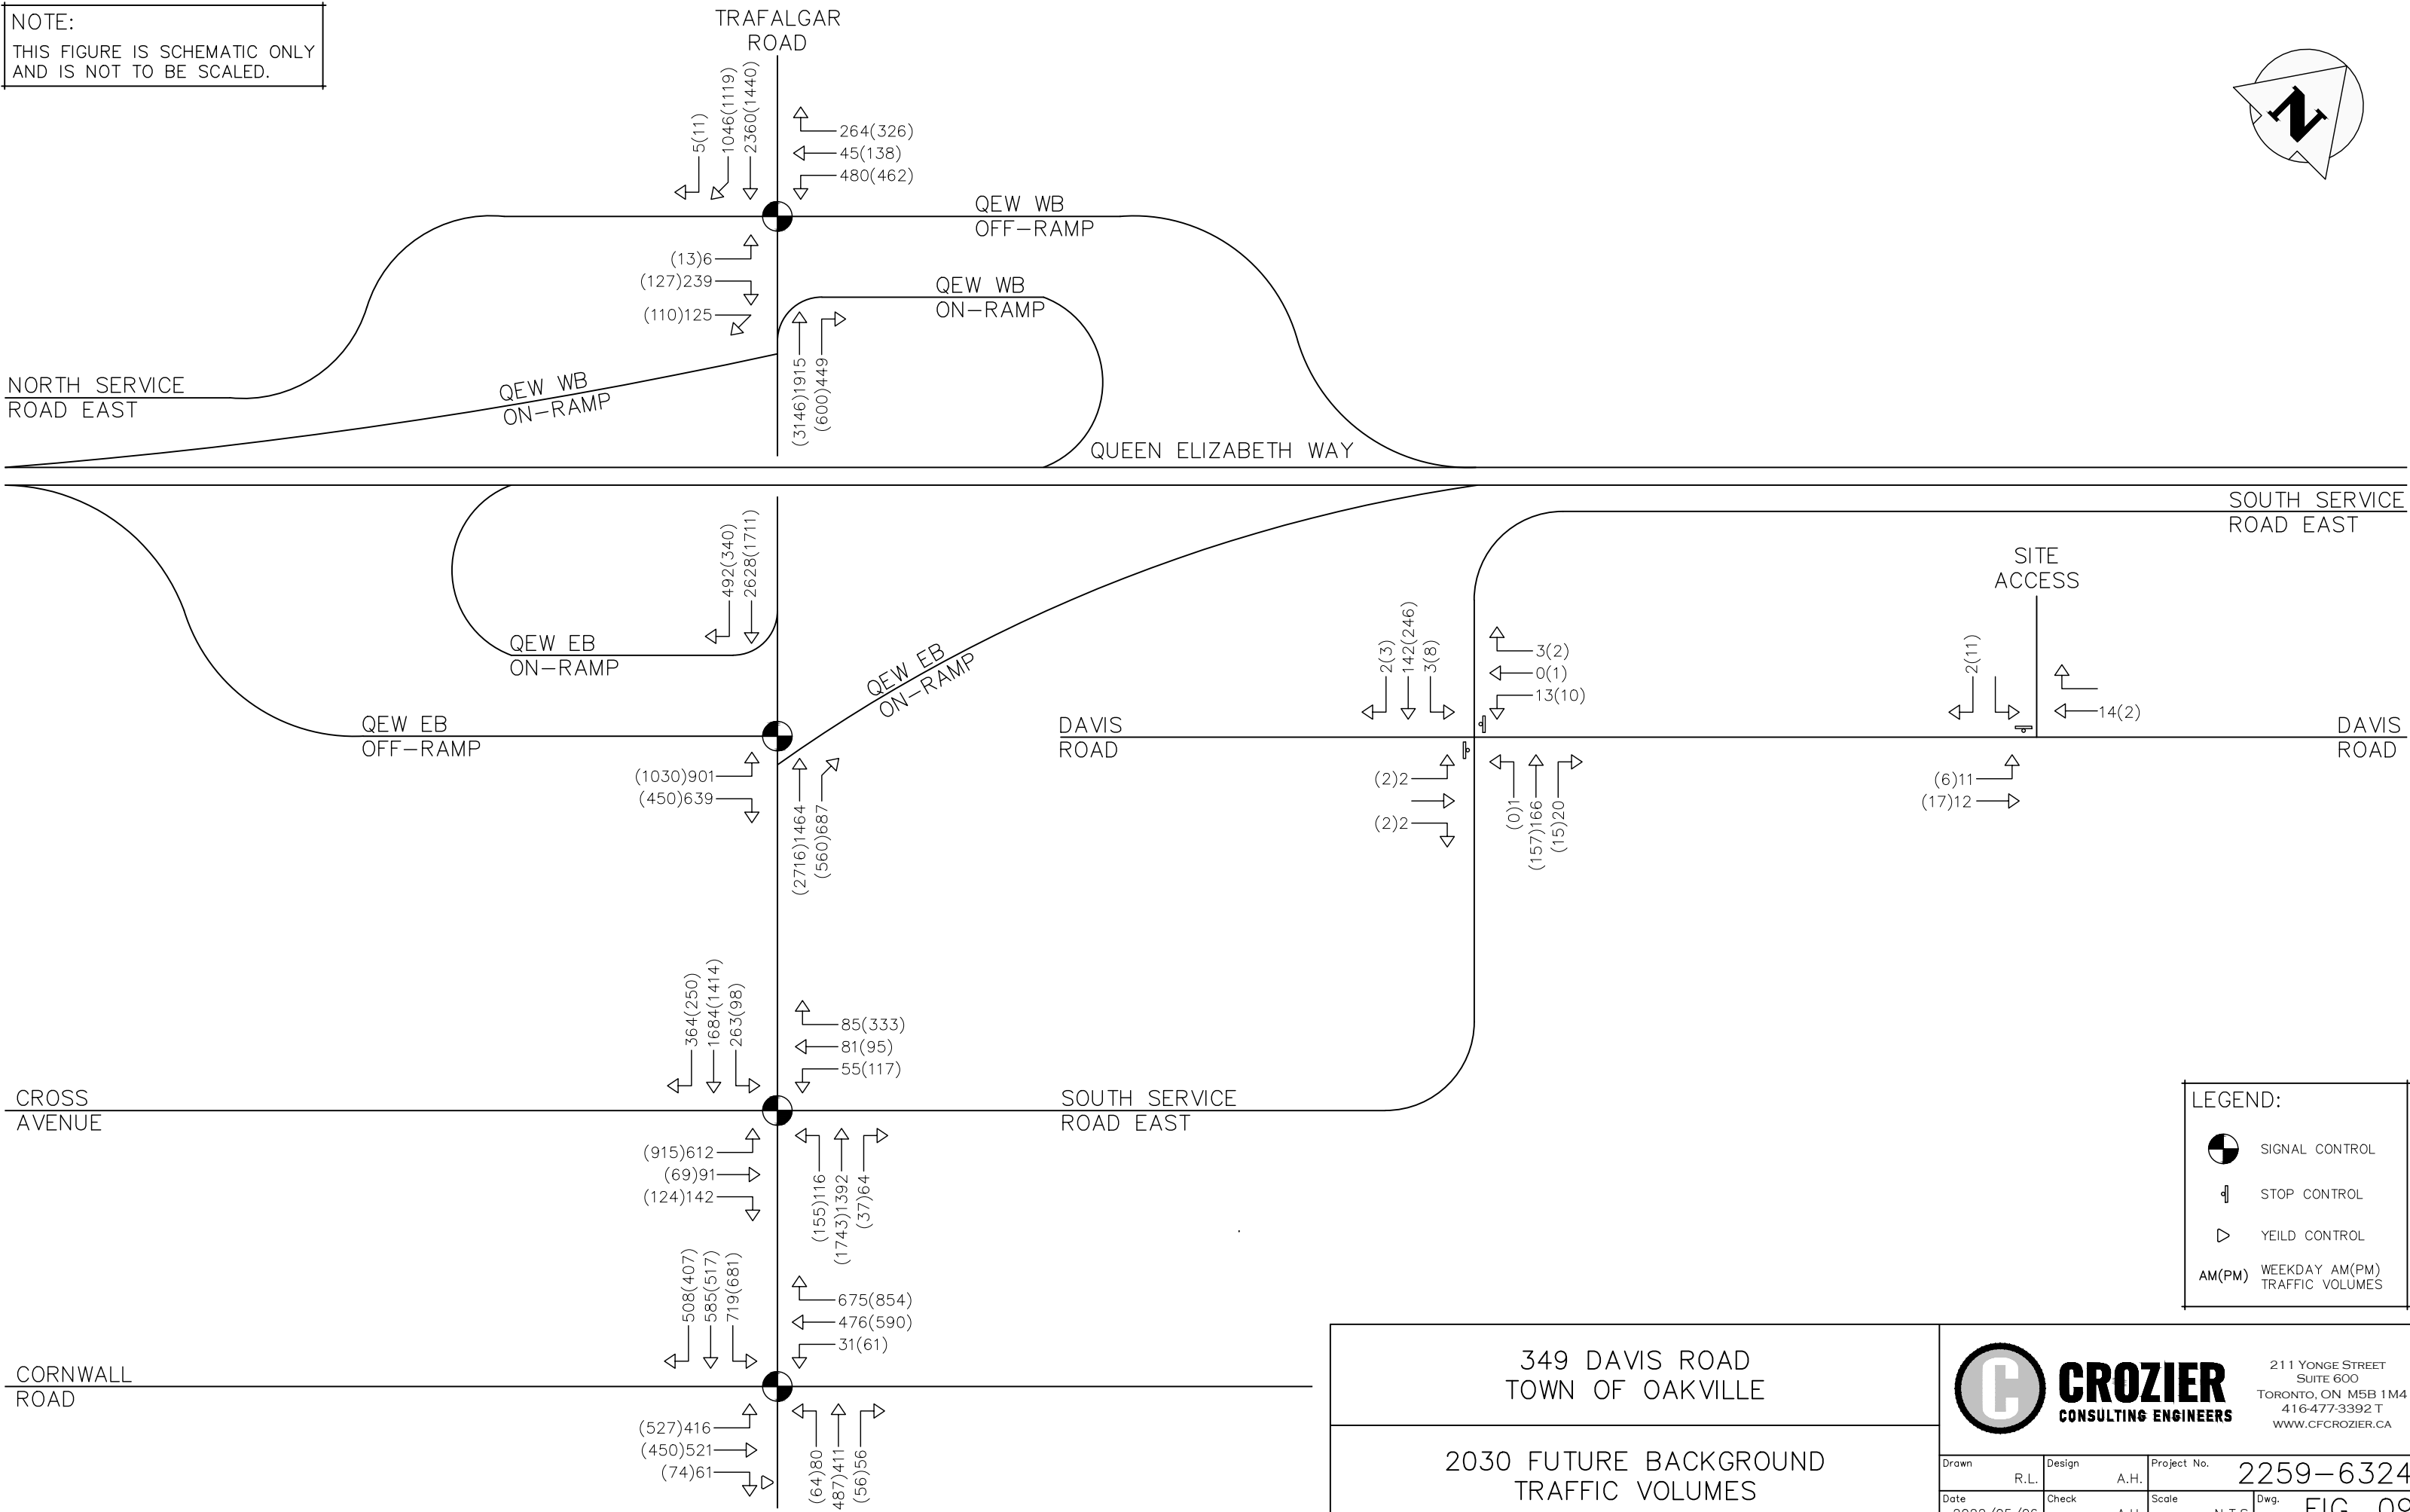 NOTE:
THIS FIGURE IS SCHEMATIC ONLY
AND IS NOT TO BE SCALED.
TRAFALGAR
ROAD
N
5(11)
1046(1119)
2360(1440)
264(326)
45(138)
480(462)
QEW WB
OFF-RAMP
(13)6
(127)239
(110)125
QEW WB
ON-RAMP
(3146)1915
(600)449
NORTH SERVICE
ROAD EAST
QEW WB
ON-RAMP
QUEEN ELIZABETH WAY
SOUTH SERVICE
ROAD EAST
492(340)
2628(1711)
QEW EB
ON-RAMP
QEW EB
ON-RAMP
QEW EB
OFF-RAMP
(1030)901
(450)639
(2716)1464
(560)687
DAVIS
ROAD
2(3)
142(246)
3(8)
3(2)
0(1)
13(10)
(2)2
(2)2
(0)1
(157)166
(15)20
SITE
ACCESS
2(11)
14(2)
DAVIS
ROAD
(6)11
(17)12
364(250)
1684(1414)
263(98)
85(333)
81(95)
55(117)
CROSS
AVENUE
SOUTH SERVICE
ROAD EAST
(915)612
(69)91
(124)142
(155)116
(1743)1392
(37)64
508(407)
585(517)
719(681)
675(854)
476(590)
31(61)
CORNWALL
ROAD
(527)416
(450)521
(74)61
(64)80
487)411
(56)56
LEGEND:
SIGNAL CONTROL
STOP CONTROL
YEILD CONTROL
AM(PM) WEEKDAY AM(PM)
TRAFFIC VOLUMES
349 DAVIS ROAD
TOWN OF OAKVILLE
2030 FUTURE BACKGROUND
TRAFFIC VOLUMES
C
CROZIER
CONSULTING ENGINEERS
211 YONGE STREET
SUITE 600
TORONTO, ON M5B 1M4
416-477-3392 T
WWW.CFCROZIER.CA
Drawn R.L.
Design A.H.
Project No. 2259-6324
Date
Check
Scale
Dwg. FIG. 09